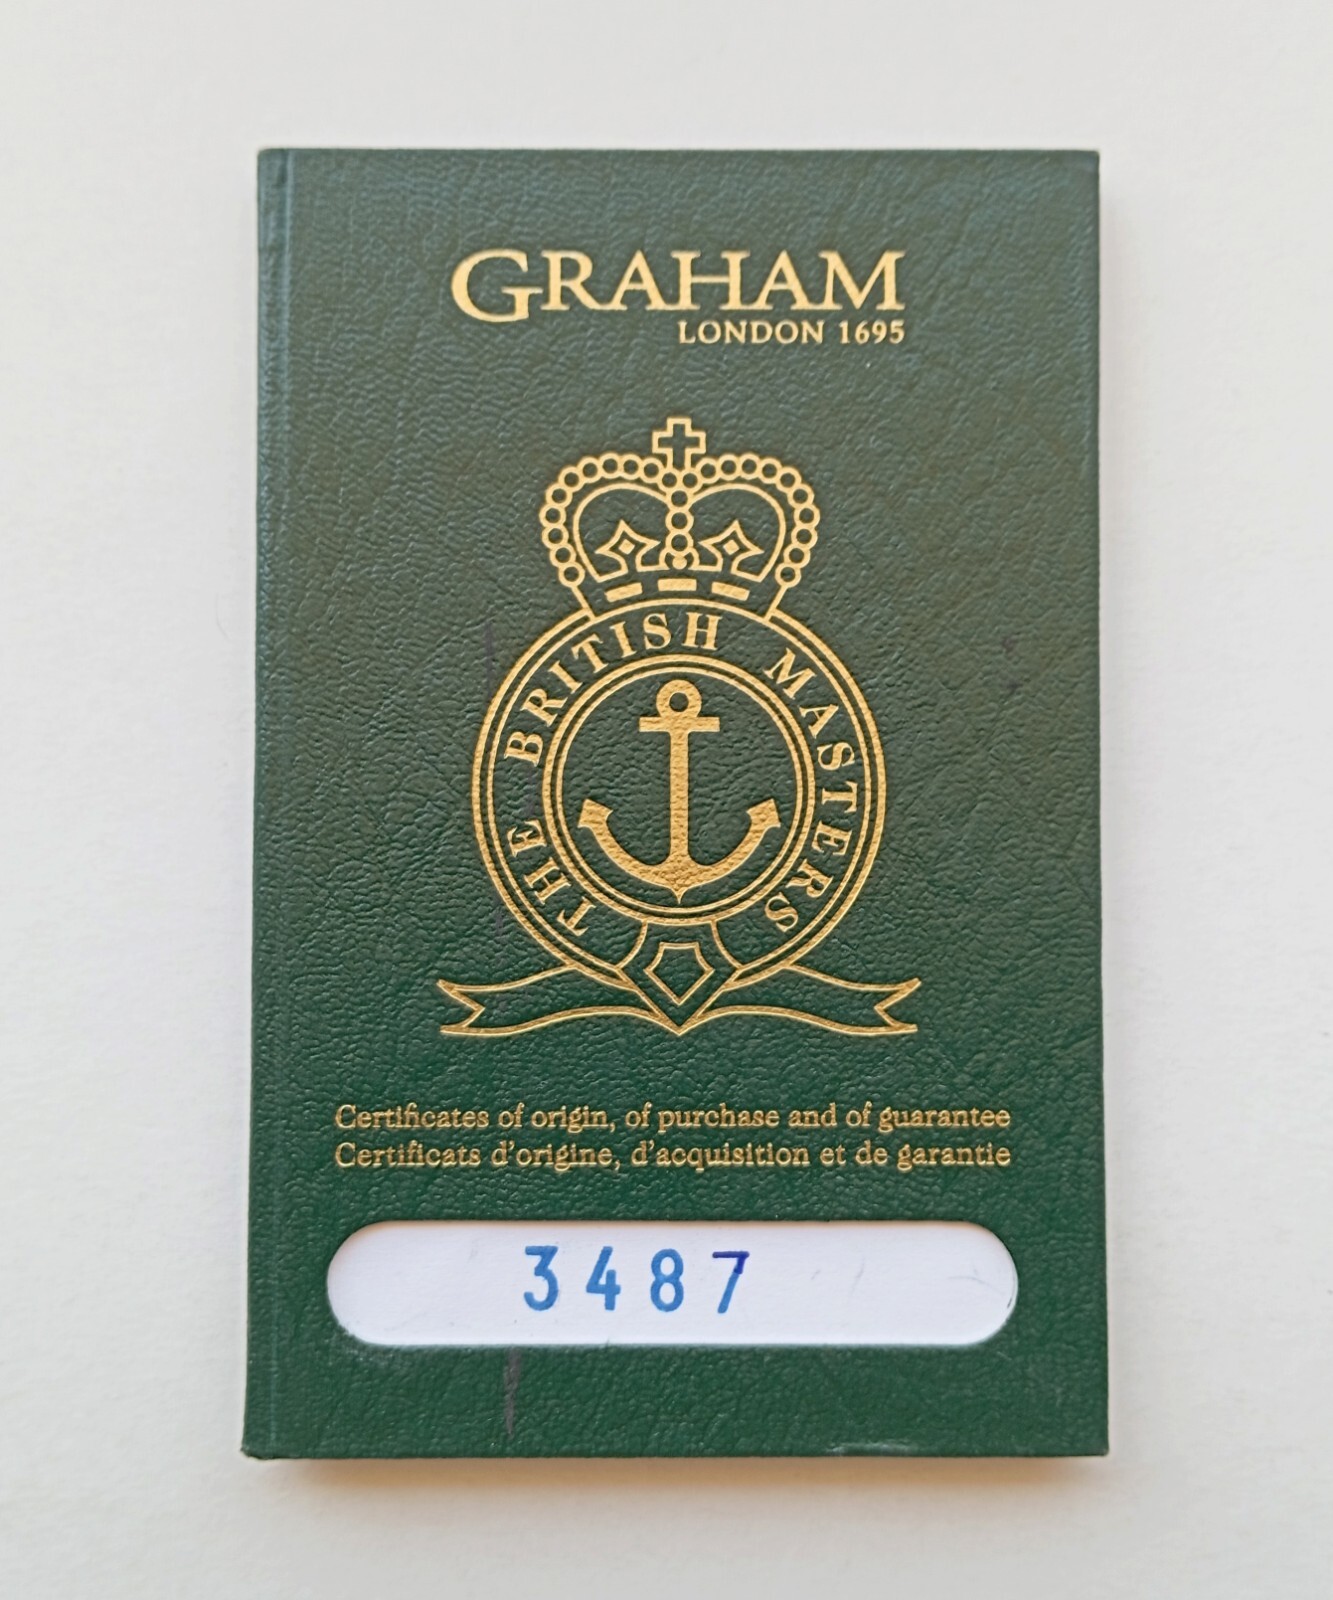 GRAHAM
LONDON 1695
THE BRITISH MASTERS
Certificates of origin, of purchase and of guarantee
Certificats d'origine, d'acquisition et de garantie
3487